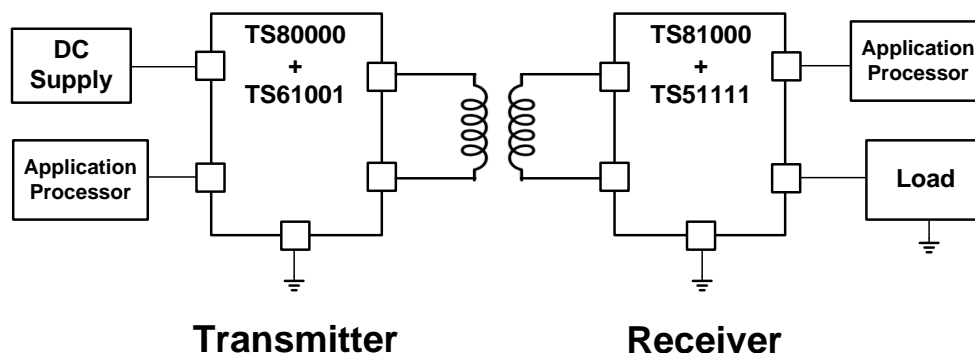 DC
Supply
Application
Processor
TS80000
+
TS61001
TS81000
+
TS51111
Application
Processor
Load
Transmitter
Receiver